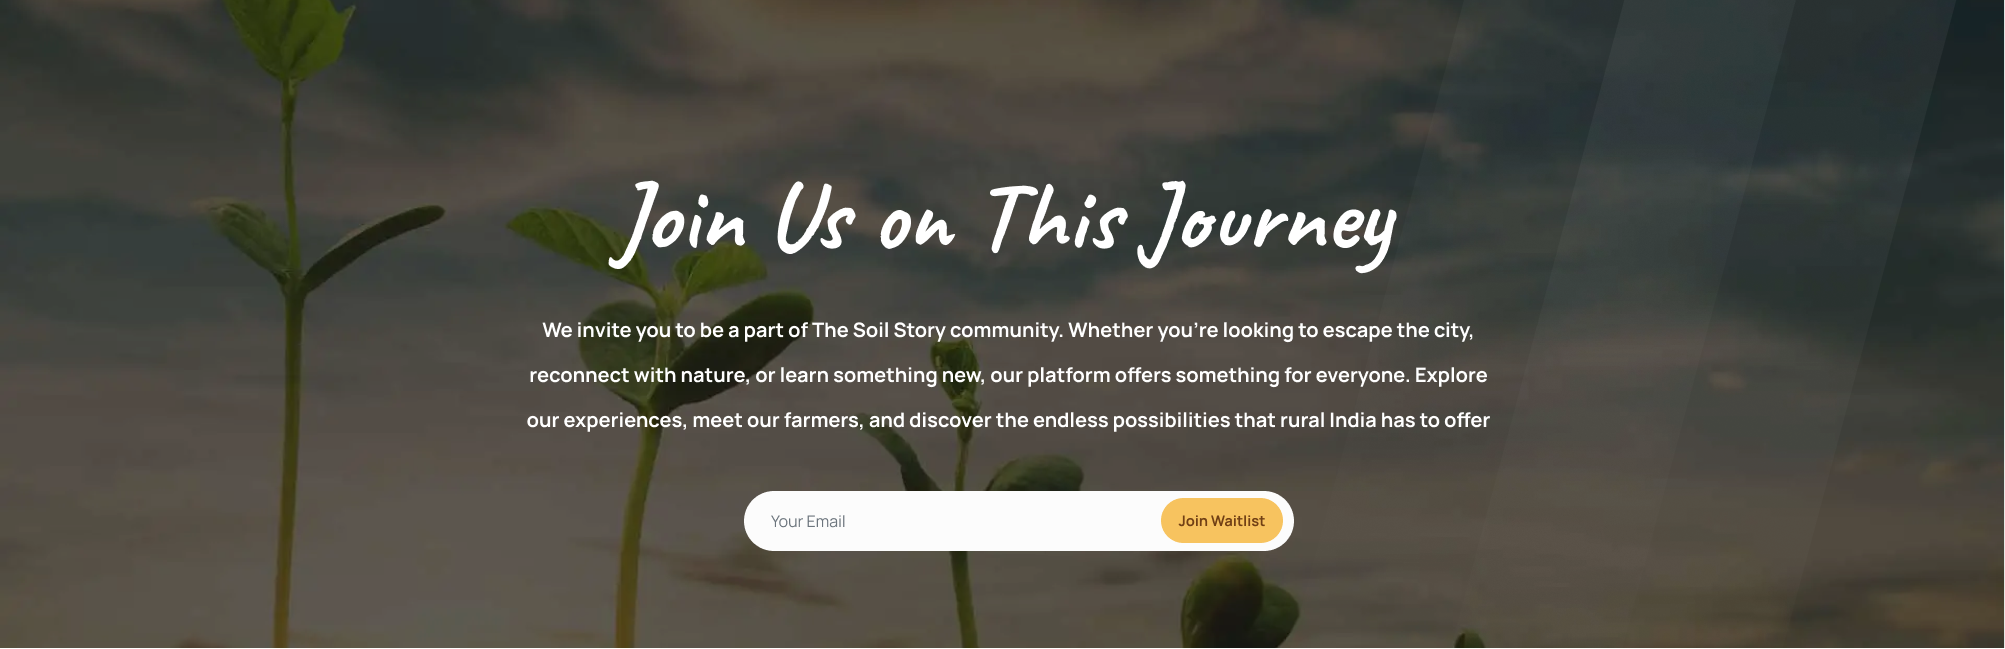 Join Us on This Journey
We invite you to be a part of The Soil Story community. Whether you're looking to escape the city,
reconnect with nature, or learn something new, our platform offers something for everyone. Explore
our experiences, meet our farmers, and discover the endless possibilities that rural India has to offer
Your Email
Join Waitlist